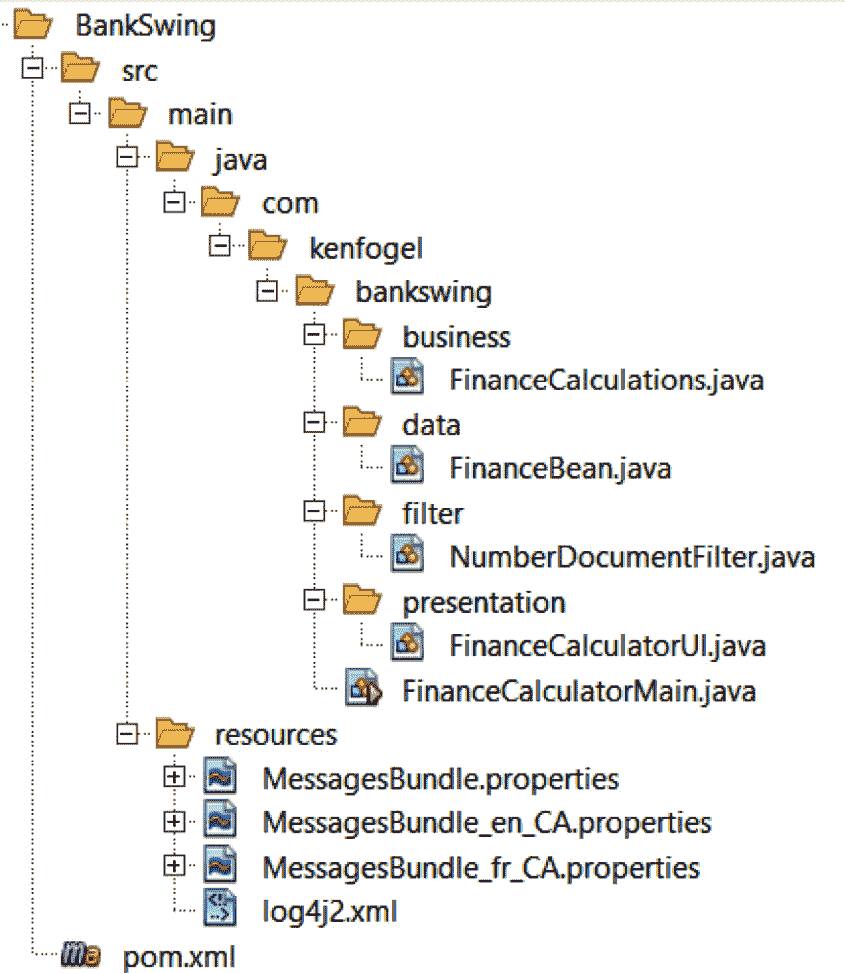 BankSwing
src
main
java
com
kenfogel
bankswing
business
FinanceCalculations.java
data
FinanceBean.java
filter
NumberDocumentFilter.java
presentation
FinanceCalculatorUI.java
FinanceCalculatorMain.java
resources
MessagesBundle.properties
MessagesBundle_en_CA.properties
MessagesBundle_fr_CA.properties
log4j2.xml
pom.xml